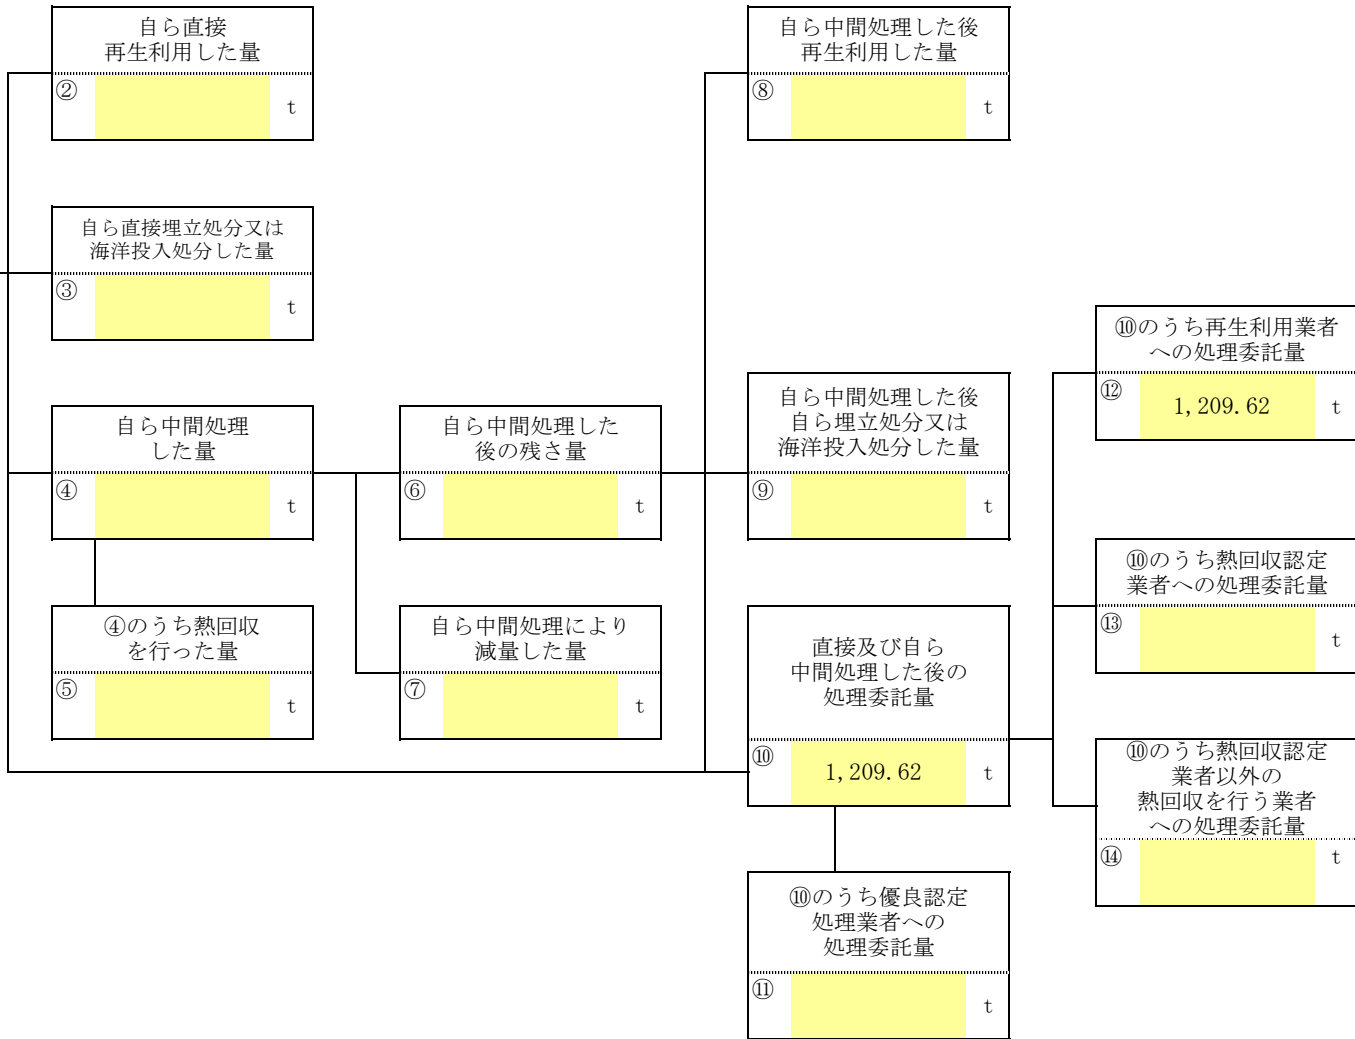 自ら直接
再生利用した量
② t
自ら直接埋立処分又は
海洋投入処分した量
③ t
自ら中間処理
した量
④ t
④のうち熱回収
を行った量
⑤ t
自ら中間処理した
後の残さ量
⑥ t
自ら中間処理により
減量した量
⑦ t
自ら中間処理した後
再生利用した量
⑧ t
自ら中間処理した後
自ら埋立処分又は
海洋投入処分した量
⑨ t
直接及び自ら
中間処理した後の
処理委託量
⑩ 1,209.62 t
⑩のうち優良認定
処理業者への
処理委託量
⑪ t
⑩のうち再生利用業者
への処理委託量
⑫ 1,209.62 t
⑩のうち熱回収認定
業者への処理委託量
⑬ t
⑩のうち熱回収認定
業者以外の
熱回収を行う業者
への処理委託量
⑭ t